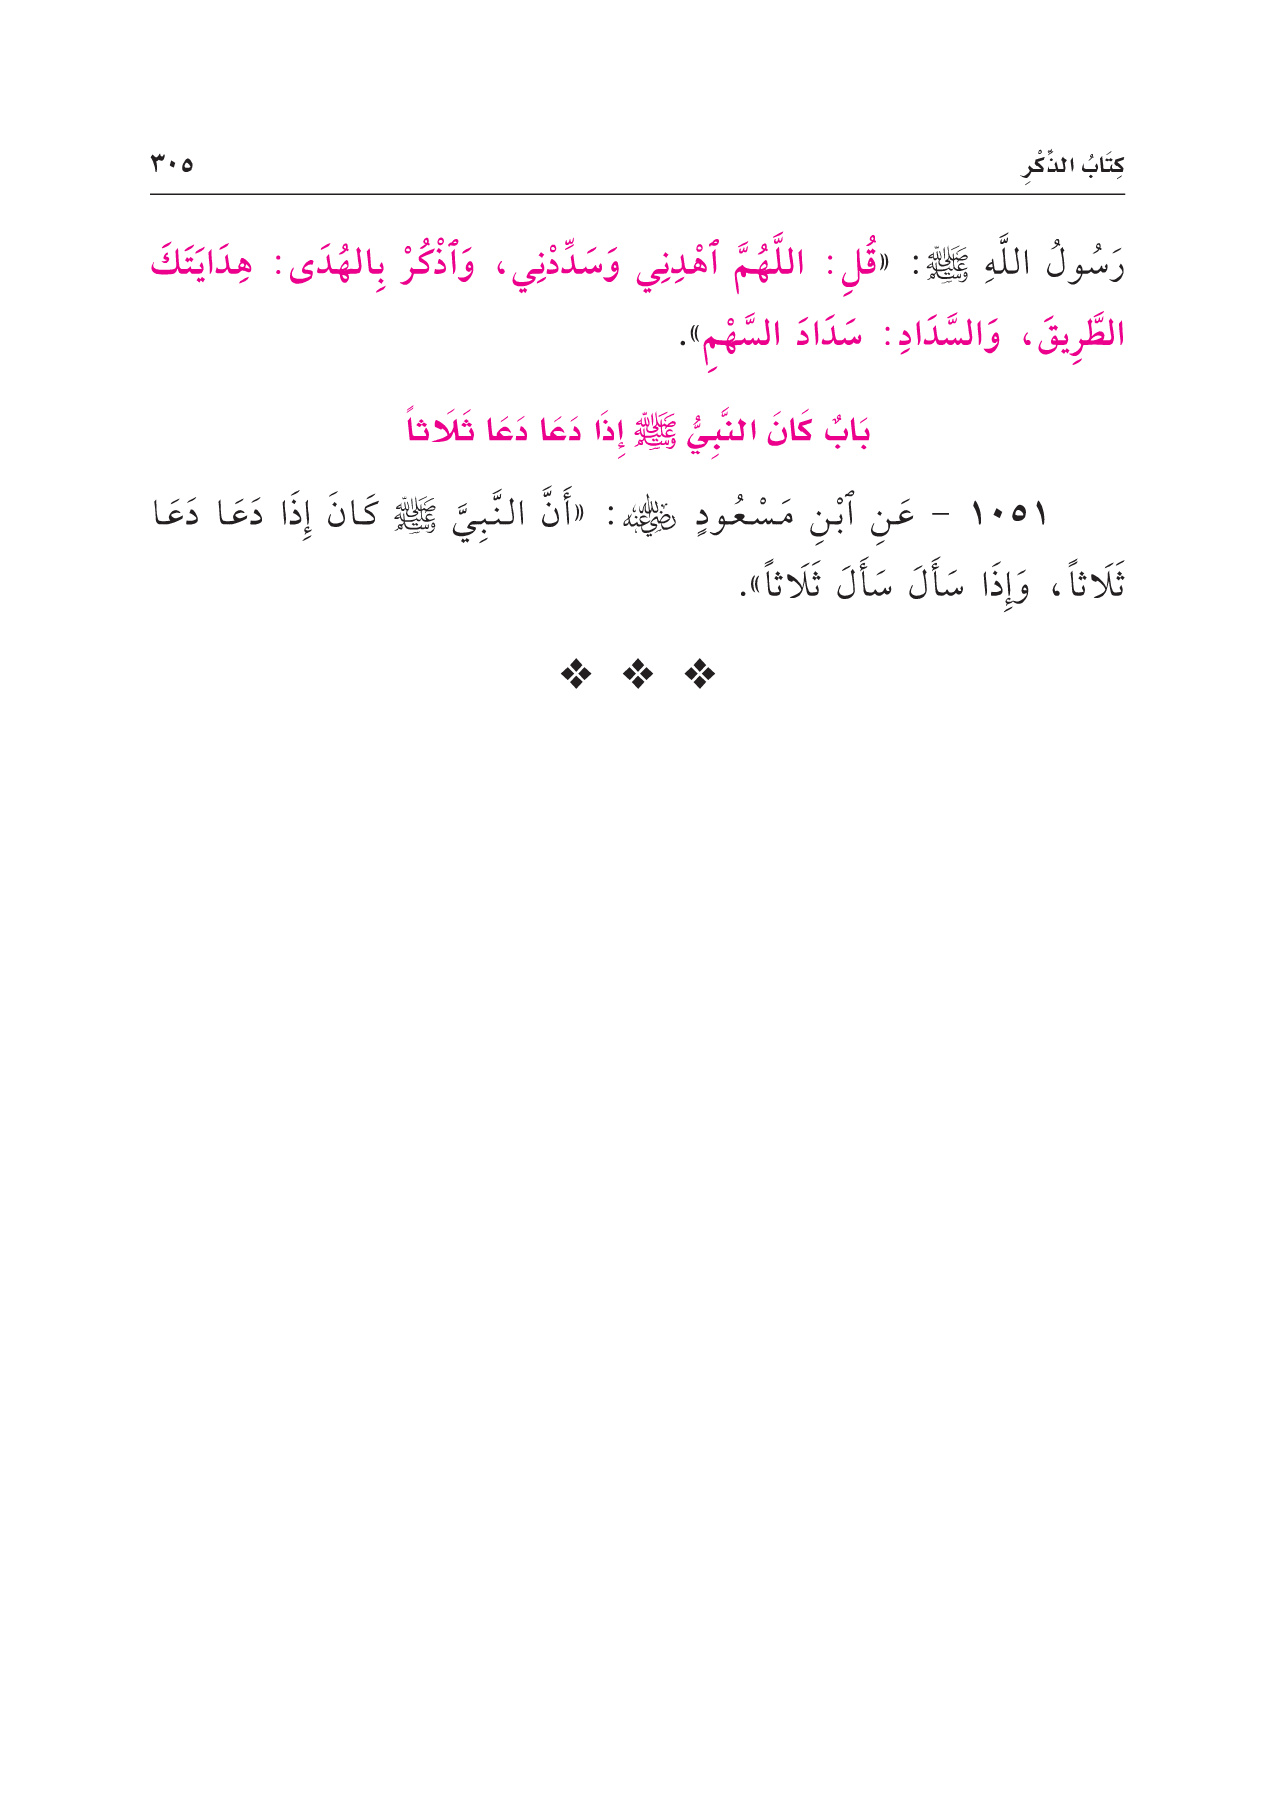 كِتَابُ الذِّكْرِ ٣٠٥
رَسُولُ اللَّهِ ﷺ: «قُلِ: اللَّهُمَّ ٱهْدِنِي وَسَدِّدْنِي، وَٱذْكُرْ بِالهُدَى: هِدَايَتَكَ
الطَّرِيقَ، وَالسَّدَادِ: سَدَادَ السَّهْمِ».
بَابٌ كَانَ النَّبِيُّ ﷺ إِذَا دَعَا دَعَا ثَلَاثاً
١٠٥١ - عَنِ ٱبْنِ مَسْعُودٍ رضي الله عنه: «أَنَّ النَّبِيَّ ﷺ كَانَ إِذَا دَعَا دَعَا
ثَلَاثاً، وَإِذَا سَأَلَ سَأَلَ ثَلَاثاً».